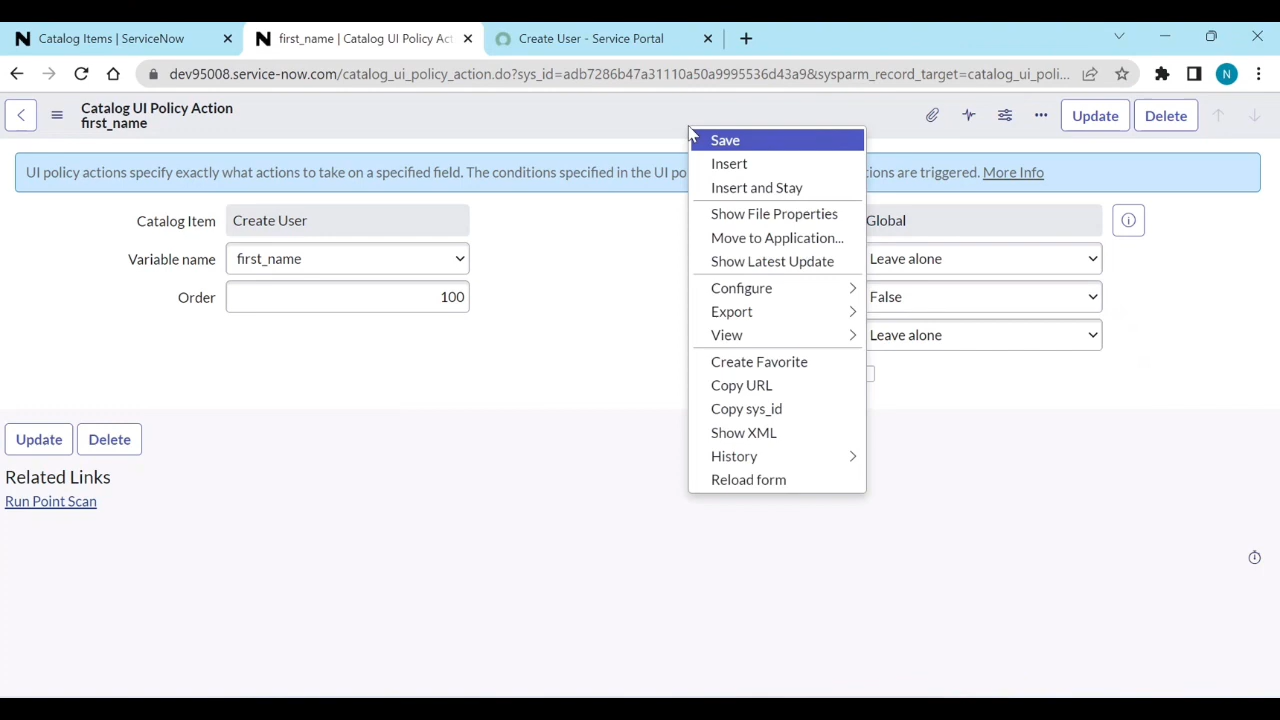 Catalog Items | ServiceNow
first_name | Catalog UI Policy Act
Create User - Service Portal
dev95008.service-now.com/catalog_ui_policy_action.do?sys_id=adb7286b47a31110a50a9995536d43a9&sysparm_record_target=catalog_ui_poli...
N
Catalog UI Policy Action
first_name
Update
Delete
UI policy actions specify exactly what actions to take on a specified field. The conditions specified in the UI po
ons are triggered. More Info
Catalog Item
Create User
Global
Variable name
first_name
Leave alone
Order
100
False
Leave alone
Save
Insert
Insert and Stay
Show File Properties
Move to Application...
Show Latest Update
Configure
Export
View
Create Favorite
Copy URL
Copy sys_id
Show XML
History
Reload form
Update
Delete
Related Links
Run Point Scan